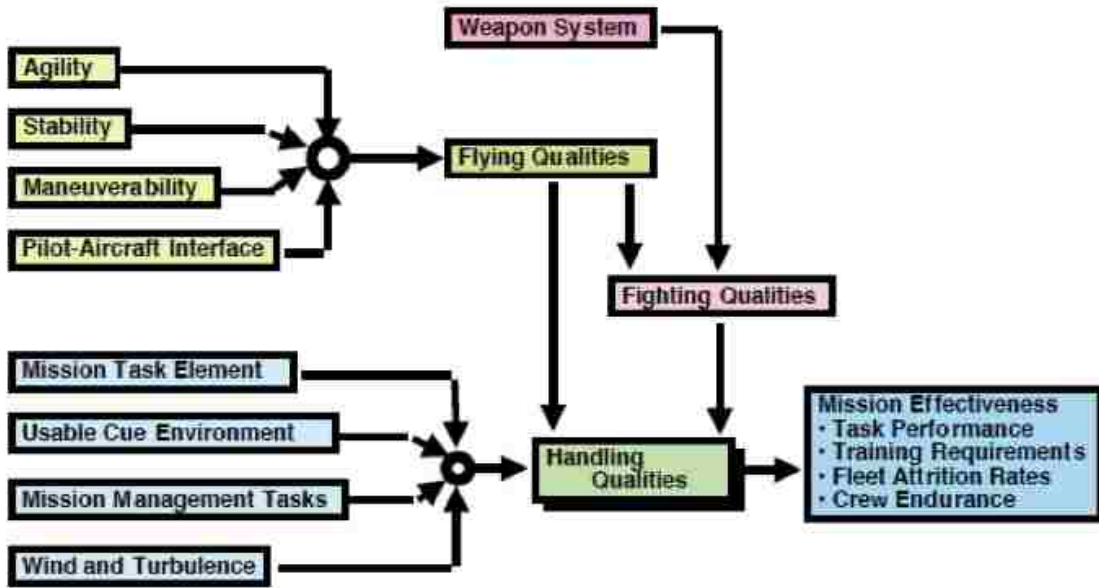 Weapon System
Agility
Stability
Maneuverability
Pilot-Aircraft Interface
Flying Qualities
Fighting Qualities
Mission Task Element
Usable Cue Environment
Mission Management Tasks
Wind and Turbulence
Handling
Qualities
Mission Effectiveness
• Task Performance
• Training Requirements
• Fleet Attrition Rates
• Crew Endurance